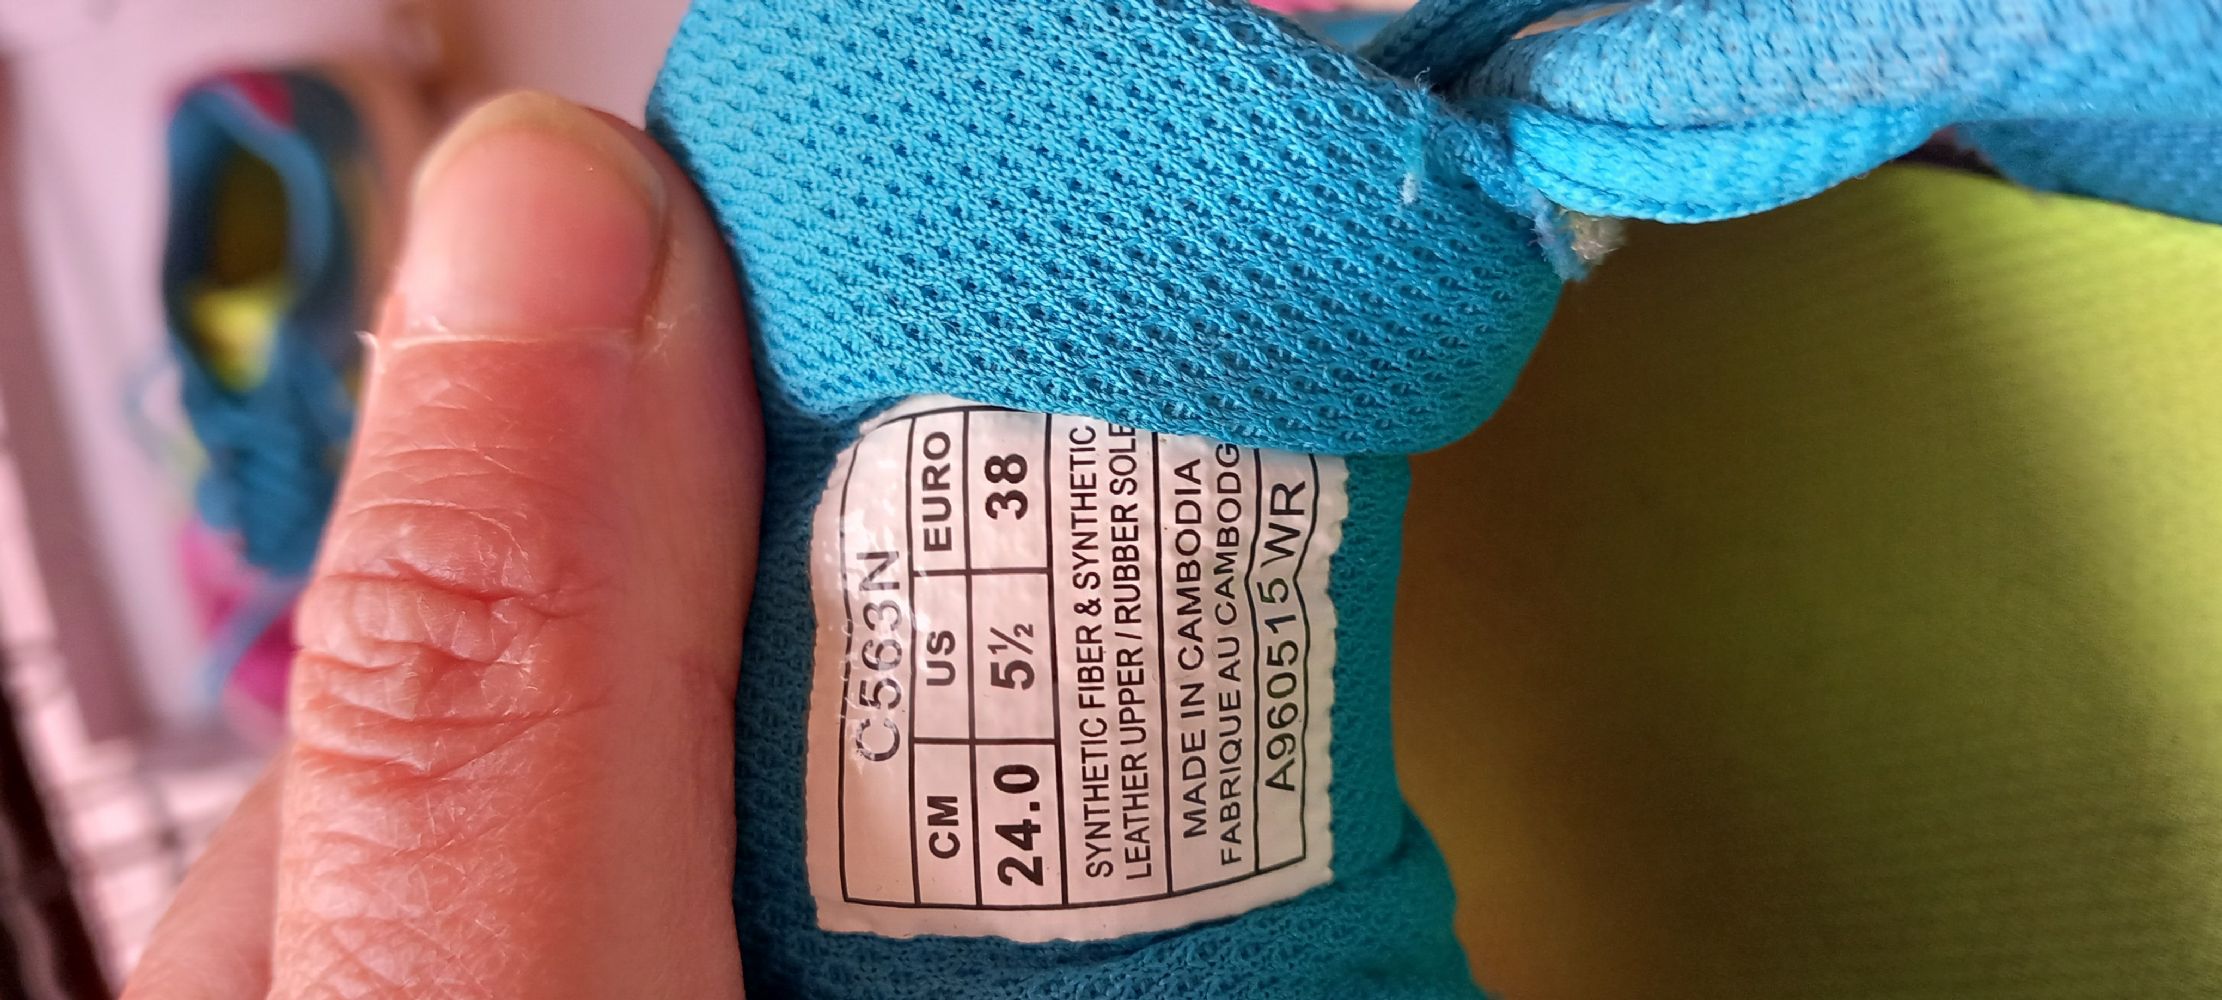 C563N
CM US EURO
24.0 5½ 38
SYNTHETIC FIBER & SYNTHETIC
LEATHER UPPER / RUBBER SOLE
MADE IN CAMBODIA
FABRIQUE AU CAMBODG
A960515 WR